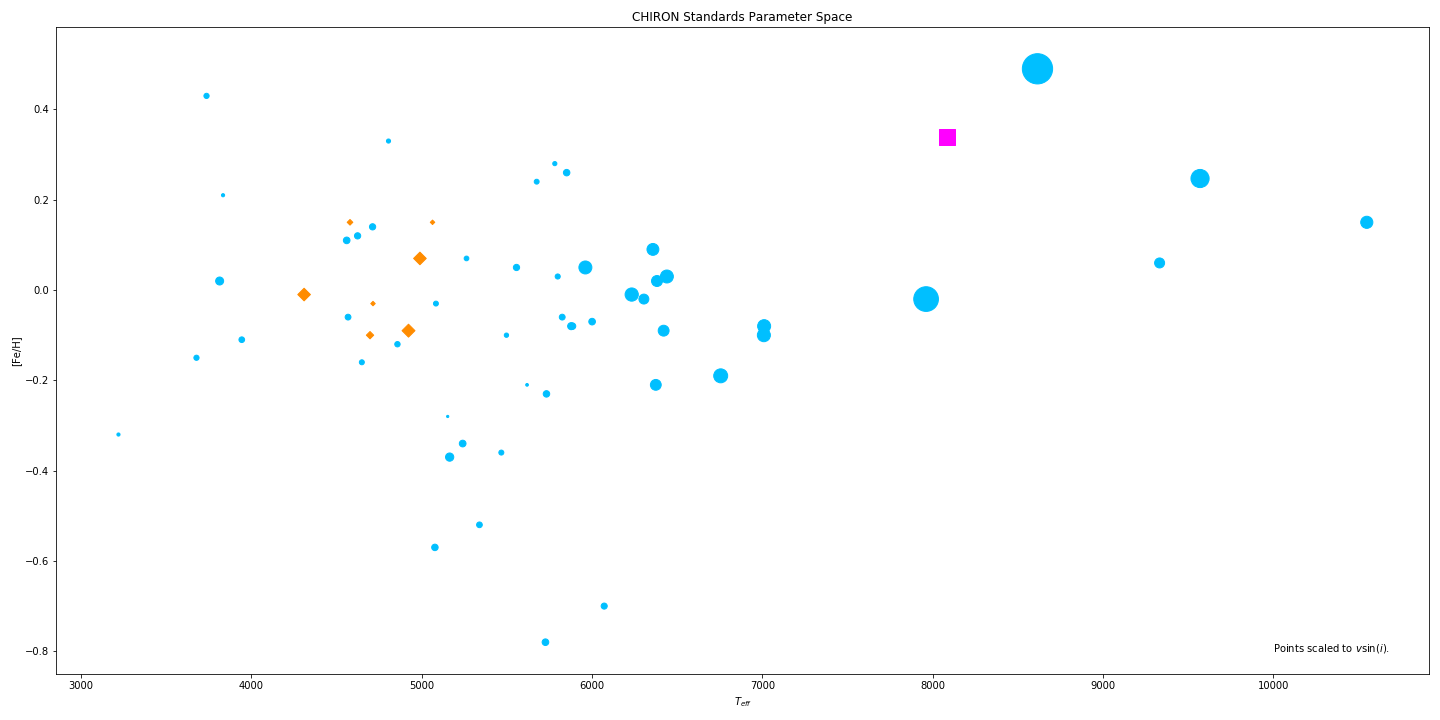 CHIRON Standards Parameter Space
[Fe/H]
0.4
0.2
0.0
−0.2
−0.4
−0.6
−0.8
Points scaled to vsin(i).
3000 4000 5000 6000 7000 8000 9000 10000
T_eff